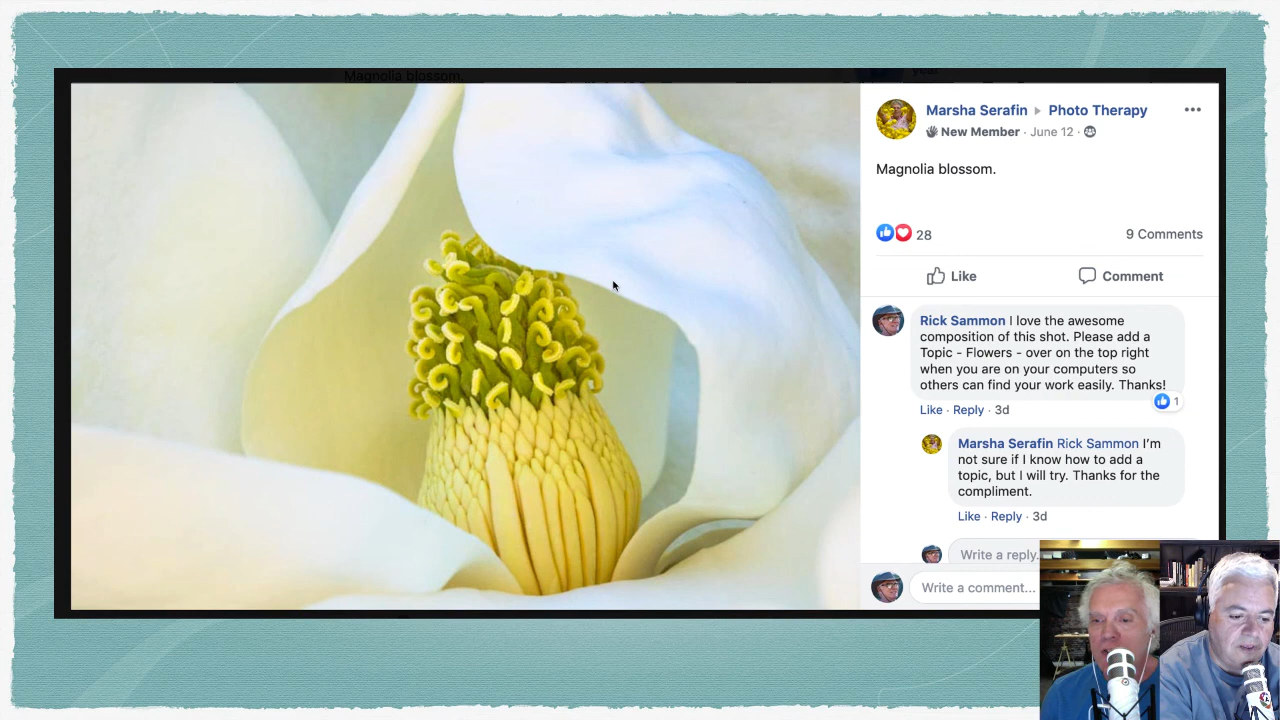 Magnolia blossom.
Marsha Serafin ▸ Photo Therapy
New Member · June 12 ·
Magnolia blossom.
28
9 Comments
Like
Comment
Rick Sammon I love the awesome
composition of this shot. Please add a
Topic - Flowers - over on the top right
when you are on your computers so
others can find your work easily. Thanks!
1
Like · Reply · 3d
Marsha Serafin Rick Sammon I'm
not sure if I know how to add a
topic, but I will try. Thanks for the
compliment.
Like · Reply · 3d
Write a reply.
Write a comment...